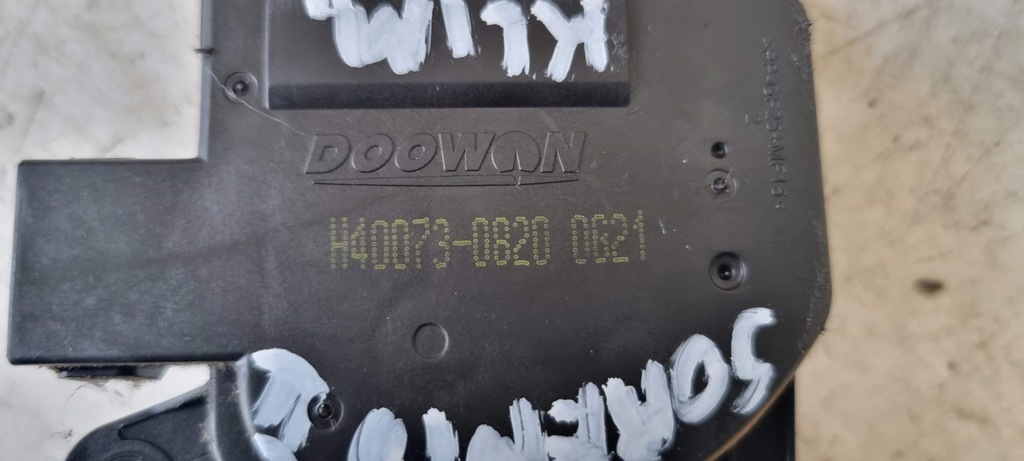 KLIMA
DOOWON
H40073-0820 0621
SORENTO